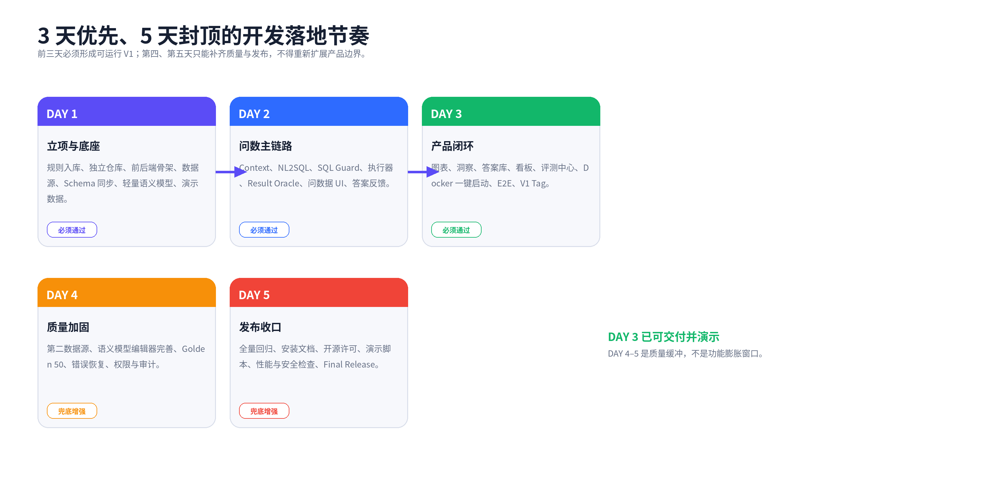 3 天优先、5 天封顶的开发落地节奏
前三天必须形成可运行 V1；第四、第五天只能补齐质量与发布，不得重新扩展产品边界。
DAY 1
立项与底座
规则入库、独立仓库、前后端骨架、数据
源、Schema 同步、轻量语义模型、演示
数据。
必须通过
DAY 2
问数主链路
Context、NL2SQL、SQL Guard、执行器
、Result Oracle、问数据 UI、答案反馈。
必须通过
DAY 3
产品闭环
图表、洞察、答案库、看板、评测中心、D
ocker 一键启动、E2E、V1 Tag。
必须通过
DAY 4
质量加固
第二数据源、语义模型编辑器完善、Golde
n 50、错误恢复、权限与审计。
兜底增强
DAY 5
发布收口
全量回归、安装文档、开源许可、演示脚
本、性能与安全检查、Final Release。
兜底增强
DAY 3 已可交付并演示
DAY 4–5 是质量缓冲，不是功能膨胀窗口。